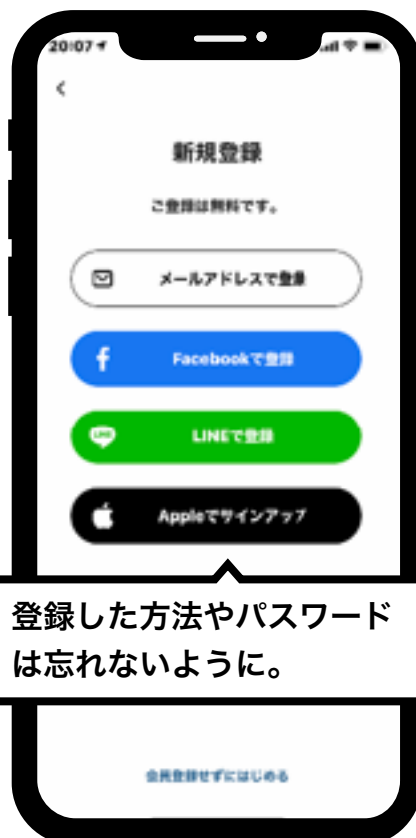 20:07
新規登録
ご登録は無料です。
メールアドレスで登録
Facebookで登録
LINEで登録
Appleでサインアップ
登録した方法やパスワード
は忘れないように。
会員登録せずにはじめる